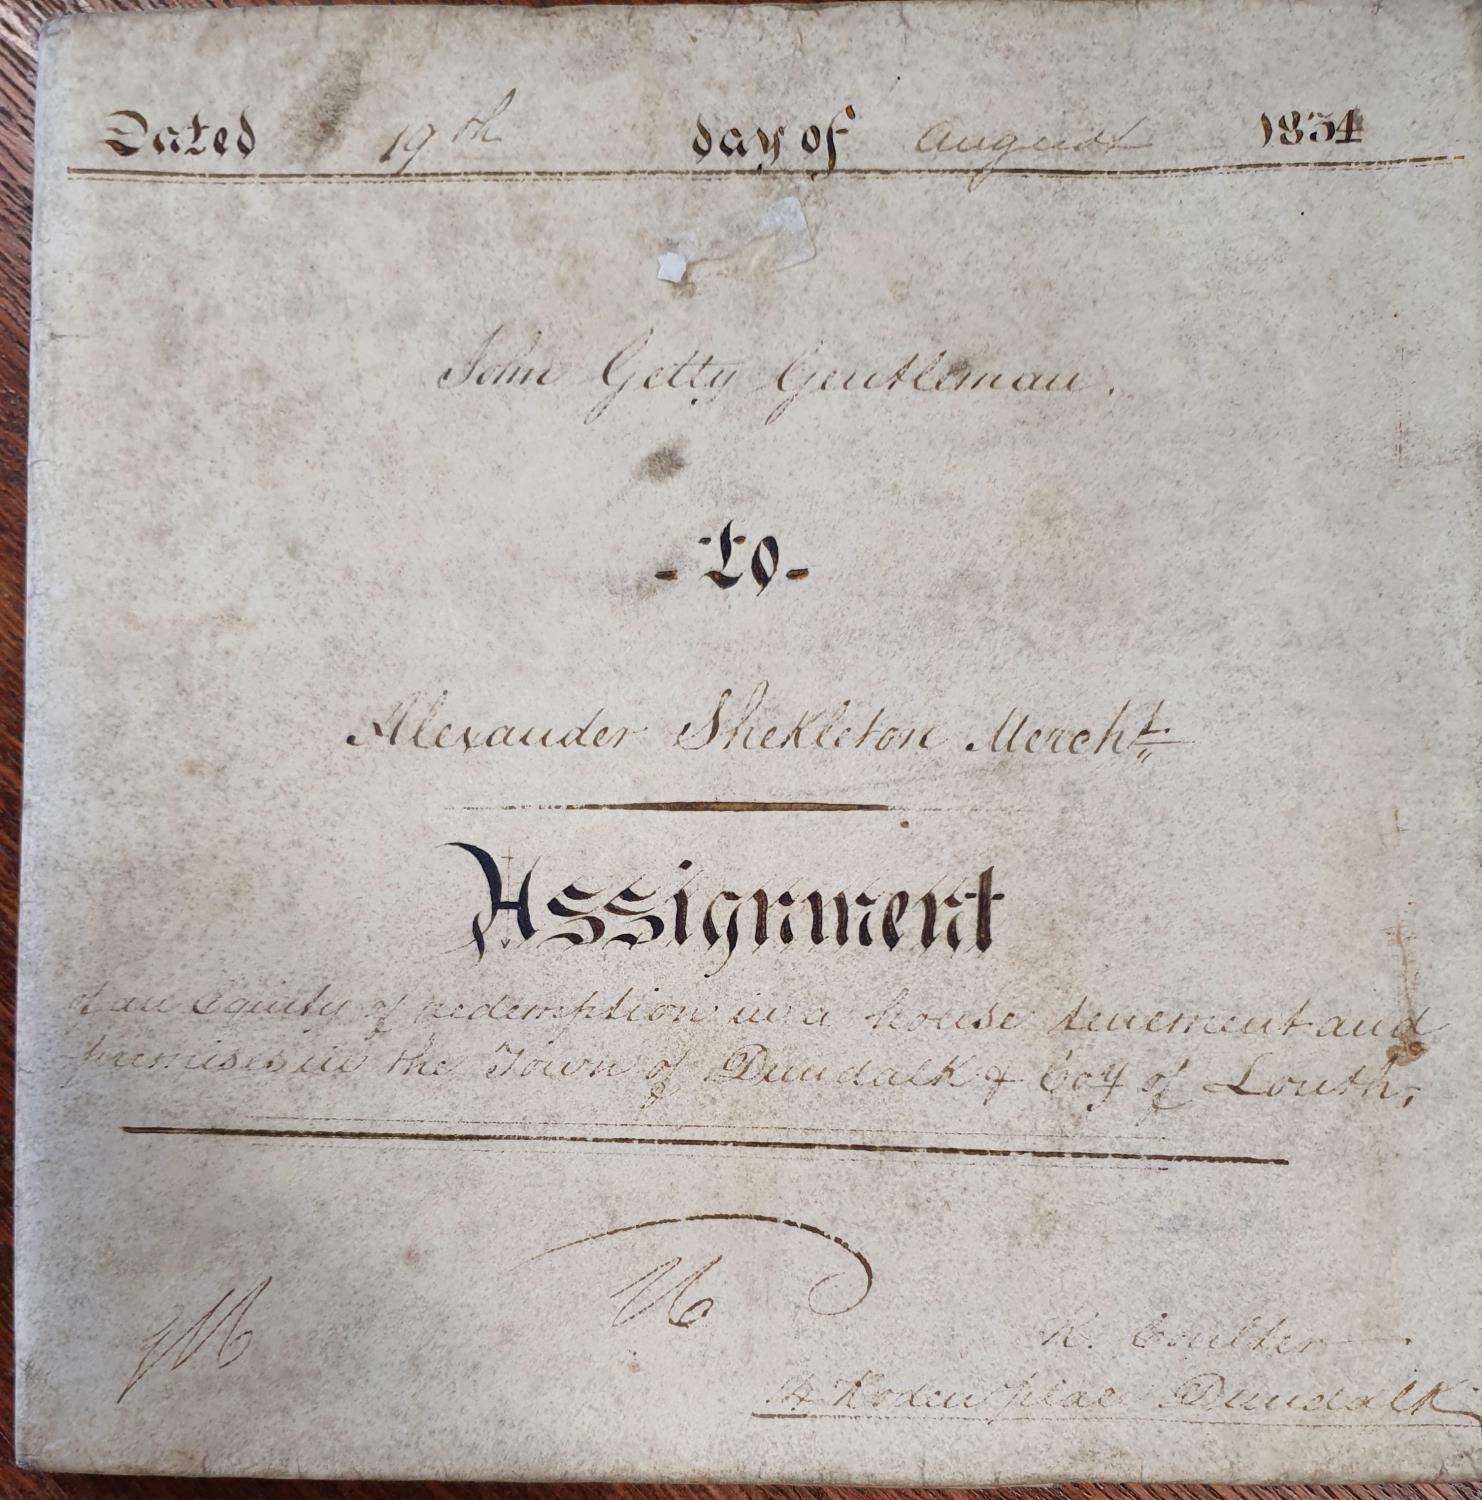 Dated 19th day of August 1854
John Getty Gentleman.
- to -
Alexander Shekleton Mercht.
Assignment
of an Equity of redemption in a house tenement and
premises in the Town of Dundalk & Coy of Louth,
R. Coulter
Roden place Dundalk